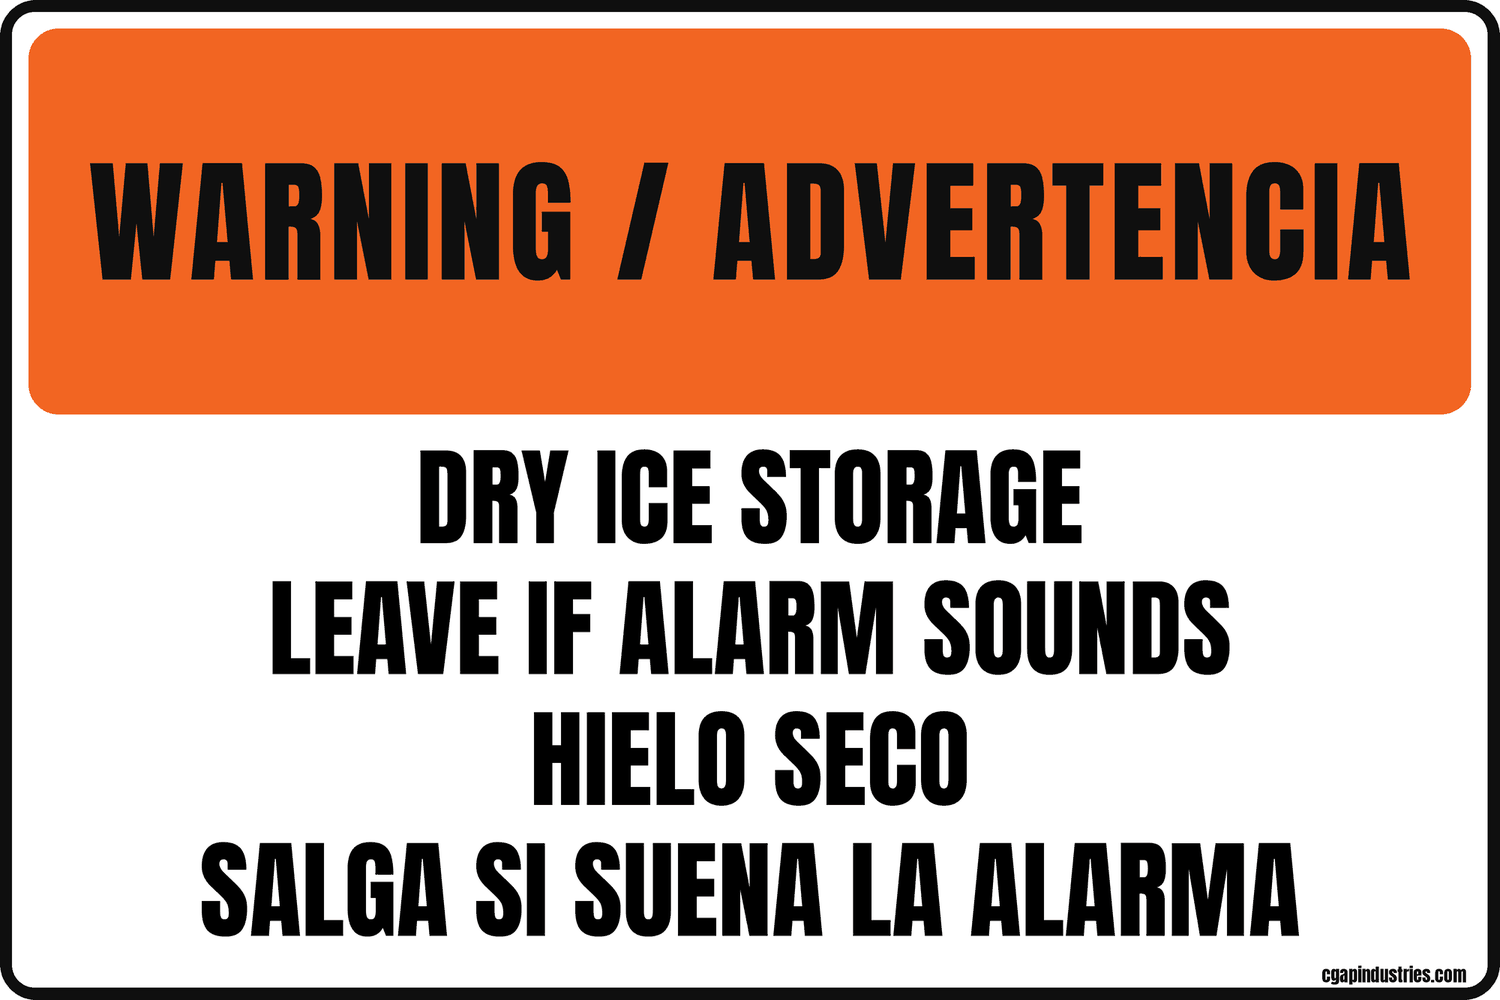 WARNING / ADVERTENCIA
DRY ICE STORAGE
LEAVE IF ALARM SOUNDS
HIELO SECO
SALGA SI SUENA LA ALARMA
cgapindustries.com